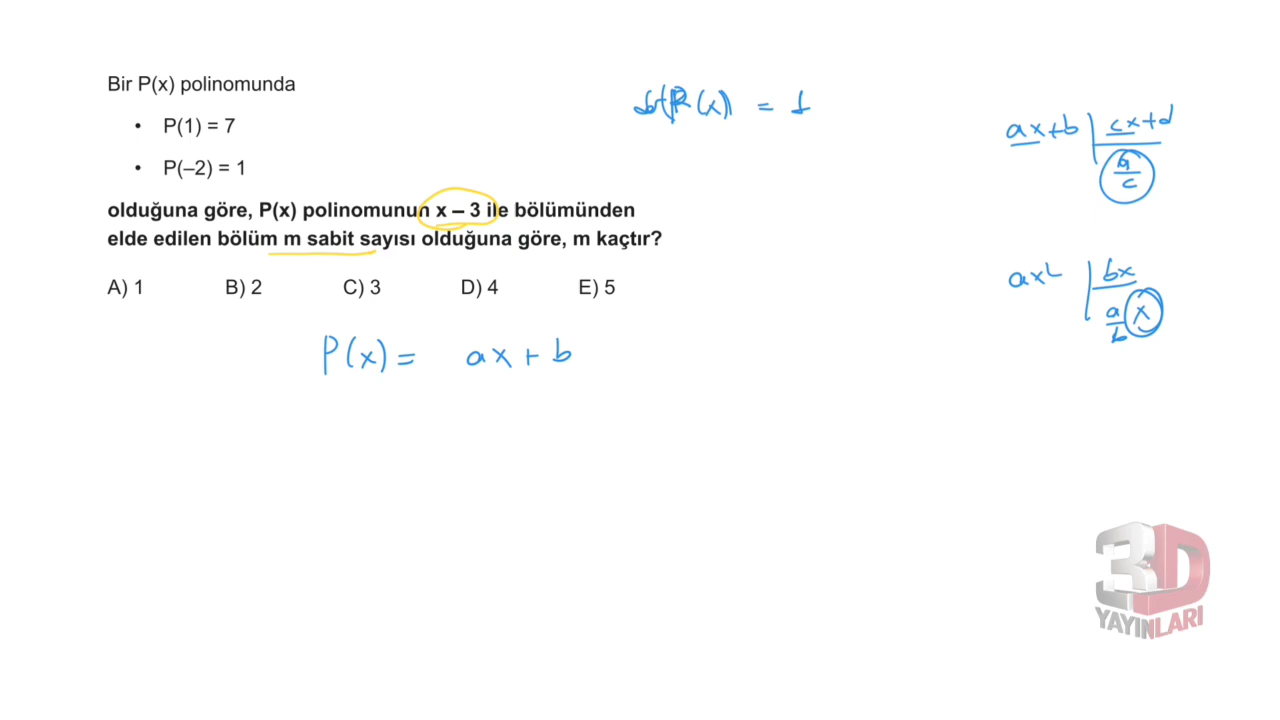 Bir P(x) polinomunda
• P(1) = 7
• P(–2) = 1
olduğuna göre, P(x) polinomunun x – 3 ile bölümünden
elde edilen bölüm m sabit sayısı olduğuna göre, m kaçtır?
A) 1 B) 2 C) 3 D) 4 E) 5
P(x) = ax + b
(x) = 1
ax+b cx+d
a/c
ax² bx
a/b x
3D
YAYINLARI